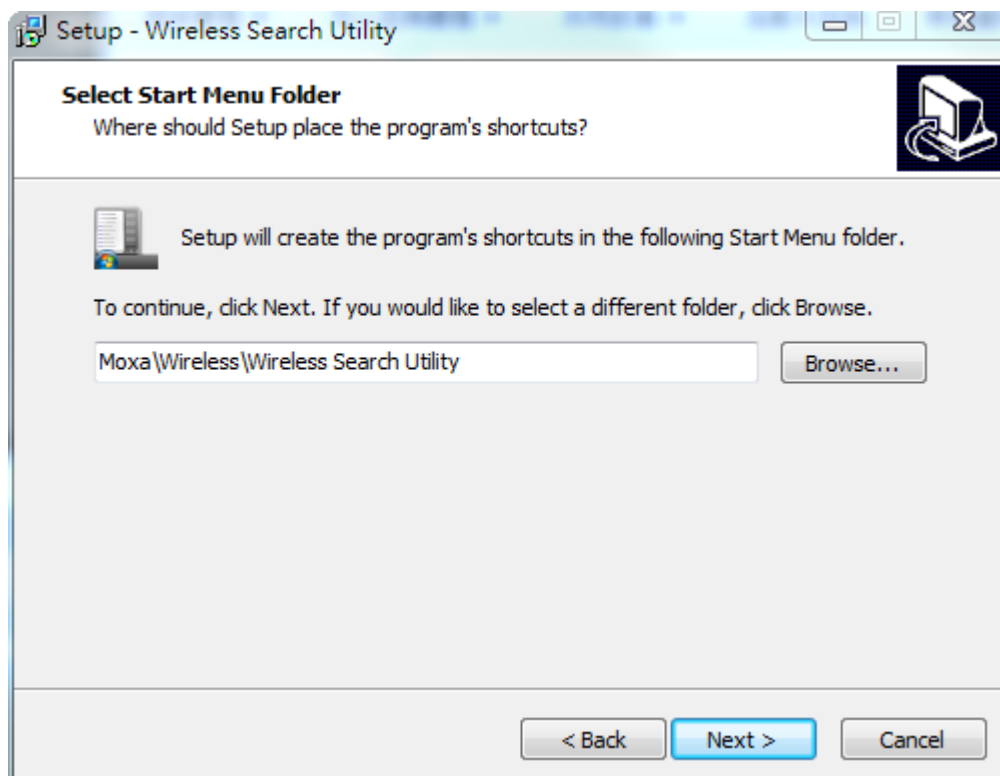 Setup - Wireless Search Utility
Select Start Menu Folder
Where should Setup place the program's shortcuts?
Setup will create the program's shortcuts in the following Start Menu folder.
To continue, click Next. If you would like to select a different folder, click Browse.
Moxa\Wireless\Wireless Search Utility
Browse...
< Back
Next >
Cancel